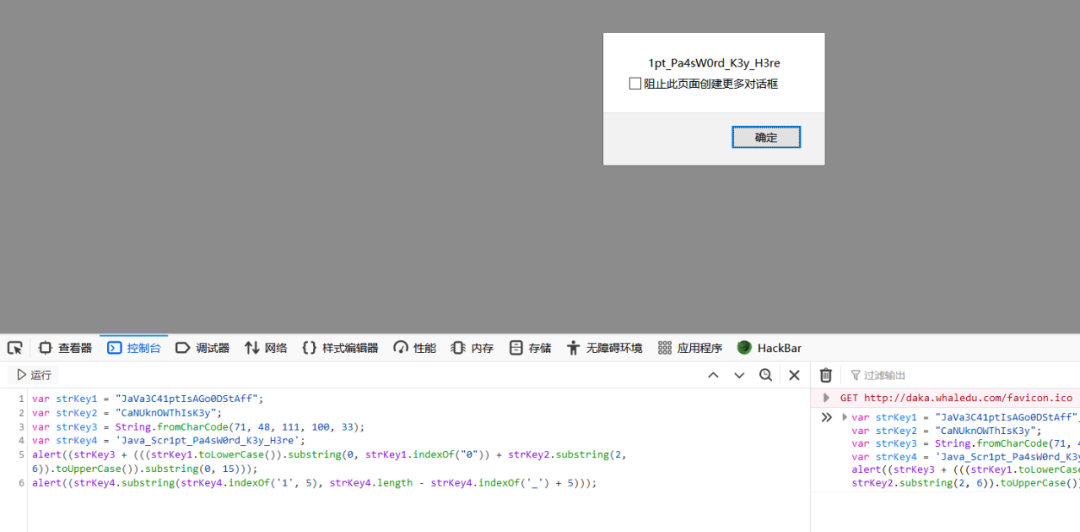 1pt_Pa4sW0rd_K3y_H3re
阻止此页面创建更多对话框
确定
查看器 控制台 调试器 网络 样式编辑器 性能 内存 存储 无障碍环境 应用程序 HackBar
运行
过滤输出
1 var strKey1 = "JaVa3C41ptIsAGo0DStAff";
2 var strKey2 = "CaNUknOWThIsK3y";
3 var strKey3 = String.fromCharCode(71, 48, 111, 100, 33);
4 var strKey4 = 'Java_Scr1pt_Pa4sW0rd_K3y_H3re';
5 alert((strKey3 + (((strKey1.toLowerCase()).substring(0, strKey1.indexOf("0")) + strKey2.substring(2,
6)).toUpperCase()).substring(0, 15)));
6 alert((strKey4.substring(strKey4.indexOf('1', 5), strKey4.length - strKey4.indexOf('_') + 5)));
GET http://daka.whaledu.com/favicon.ico
var strKey1 = "JaVa3C41ptIsAGo0DStAff"
var strKey2 = "CaNUknOWThIsK3y";
var strKey3 = String.fromCharCode(71, 4
var strKey4 = 'Java_Scr1pt_Pa4sW0rd_K3y
alert((strKey3 + (((strKey1.toLowerCase
strKey2.substring(2, 6)).toUpperCase()